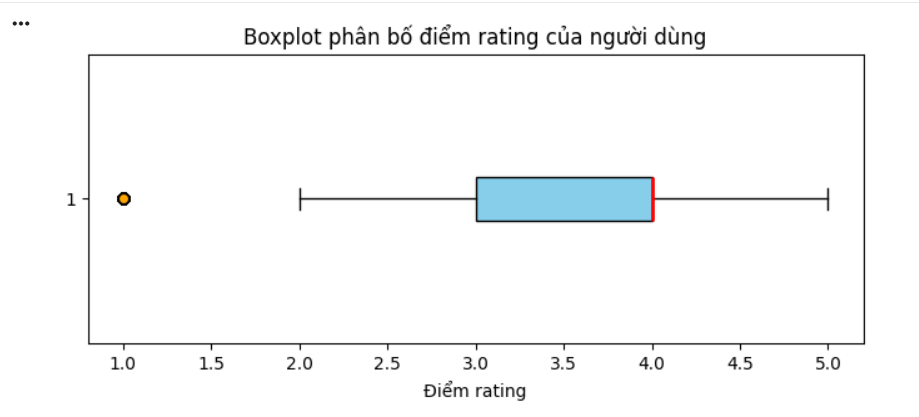 ...
Boxplot phân bố điểm rating của người dùng
1
1.0 1.5 2.0 2.5 3.0 3.5 4.0 4.5 5.0
Điểm rating